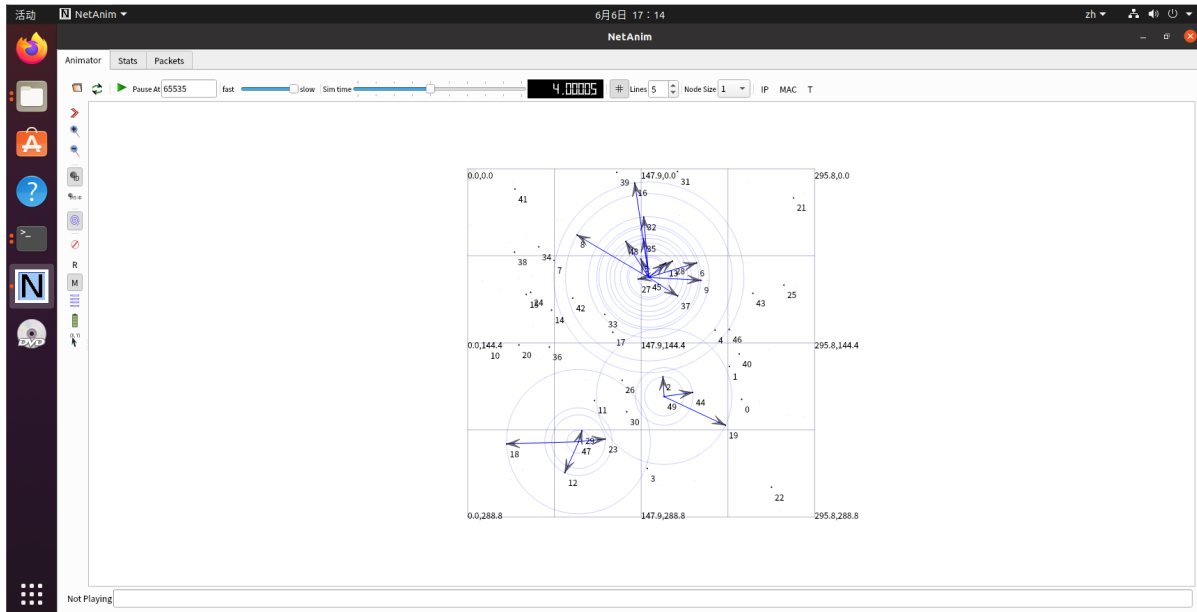 活动 NetAnim 6月6日 17：14 zh
NetAnim
Animator Stats Packets
Pause At 65535 fast slow Sim time 4.00005 # Lines 5 Node Size 1 IP MAC T
0.0,0.0 147.9,0.0 295.8,0.0
39 31
16
41
21
32
8 48 35
34
38 7 13 28 6
27 45 9
25
24 42 37 43
14
33
17 4 46
0.0,144.4 147.9,144.4 295.8,144.4
10 20 36
40
1
26 2
44
11 49 0
30
19
29
18 47 23
3
12
22
0.0,288.8 147.9,288.8 295.8,288.8
R
M
Not Playing
DVD